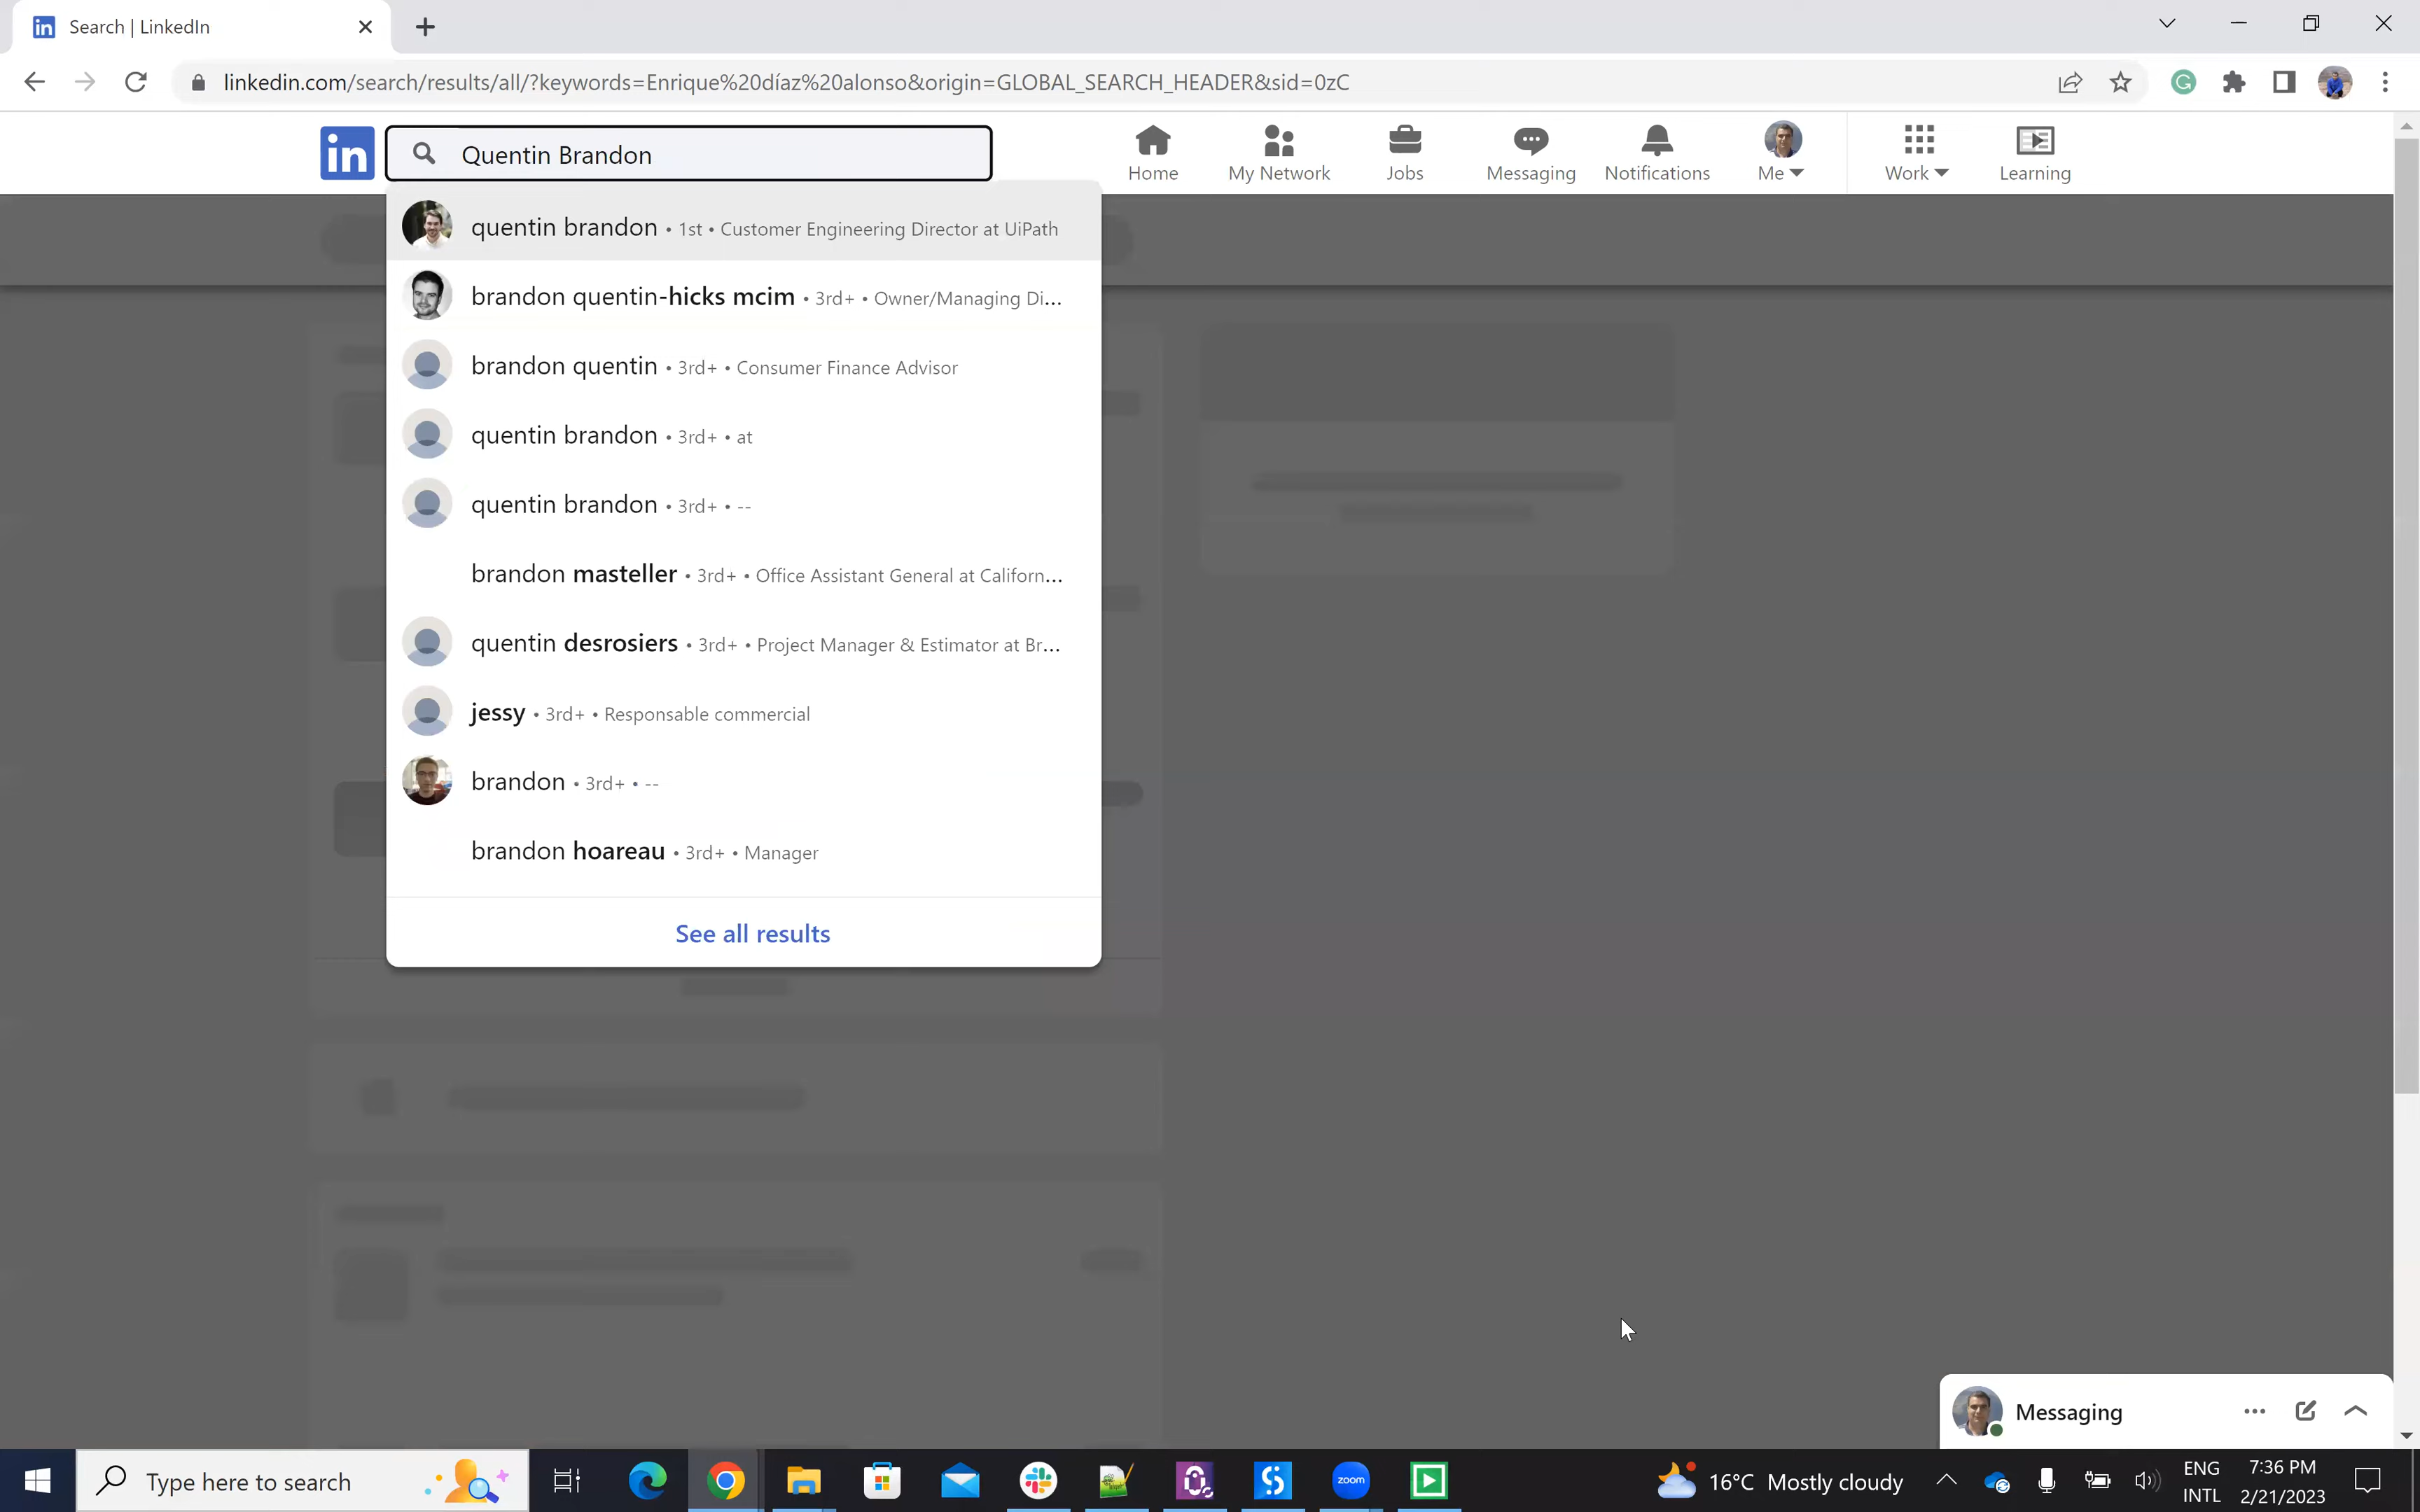 Search | LinkedIn
linkedin.com/search/results/all/?keywords=Enrique%20díaz%20alonso&origin=GLOBAL_SEARCH_HEADER&sid=0zC
in
Quentin Brandon
Home
My Network
Jobs
Messaging
Notifications
Me
Work
Learning
quentin brandon • 1st • Customer Engineering Director at UiPath
brandon quentin-hicks mcim • 3rd+ • Owner/Managing Di...
brandon quentin • 3rd+ • Consumer Finance Advisor
quentin brandon • 3rd+ • at
quentin brandon • 3rd+ • --
brandon masteller • 3rd+ • Office Assistant General at Californ...
quentin desrosiers • 3rd+ • Project Manager & Estimator at Br...
jessy • 3rd+ • Responsable commercial
brandon • 3rd+ • --
brandon hoareau • 3rd+ • Manager
See all results
Messaging
Type here to search
zoom
16°C Mostly cloudy
ENG
INTL
7:36 PM
2/21/2023